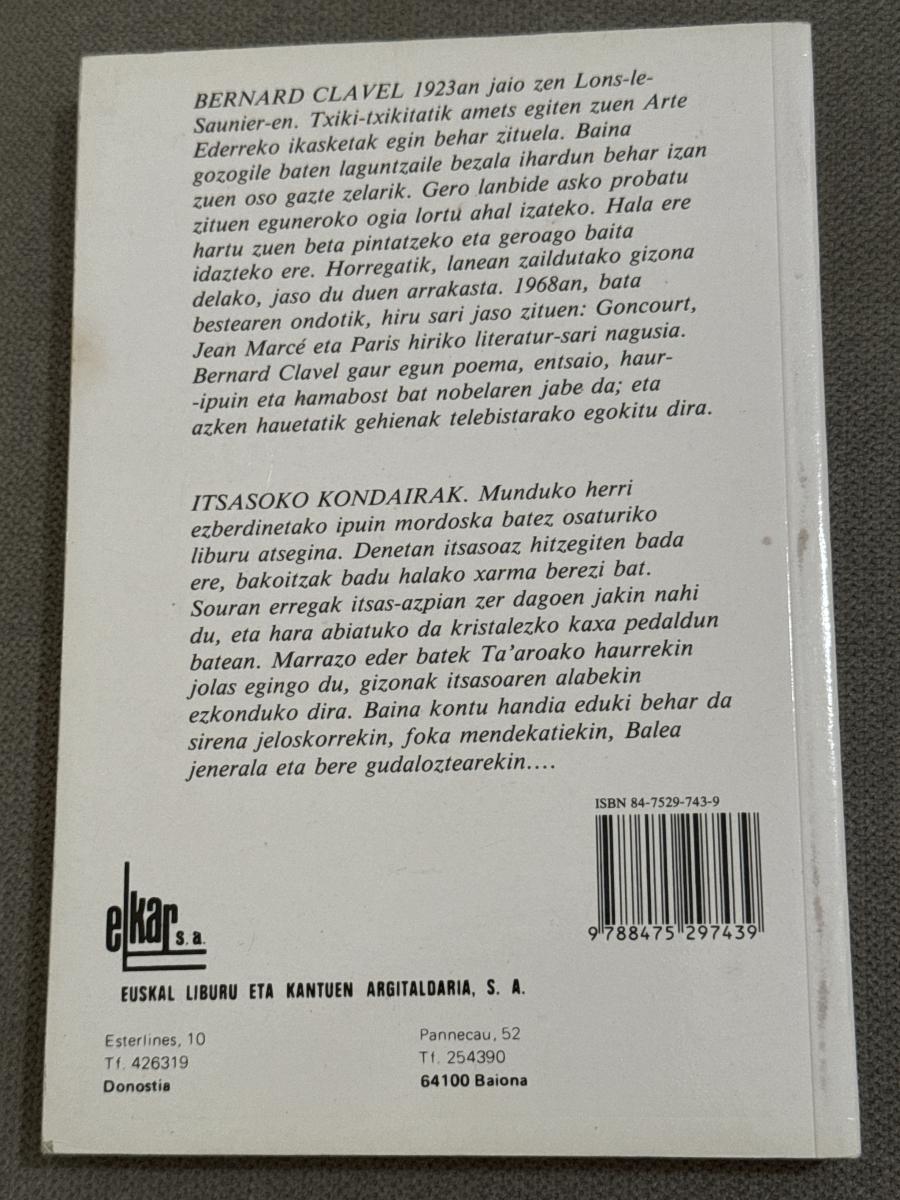 BERNARD CLAVEL 1923an jaio zen Lons-le-
Saunier-en. Txiki-txikitatik amets egiten zuen Arte
Ederreko ikasketak egin behar zituela. Baina
gozogile baten laguntzaile bezala ihardun behar izan
zuen oso gazte zelarik. Gero lanbide asko probatu
zituen eguneroko ogia lortu ahal izateko. Hala ere
hartu zuen beta pintatzeko eta geroago baita
idazteko ere. Horregatik, lanean zaildutako gizona
delako, jaso du duen arrakasta. 1968an, bata
bestearen ondotik, hiru sari jaso zituen: Goncourt,
Jean Marcé eta Paris hiriko literatur-sari nagusia.
Bernard Clavel gaur egun poema, entsaio, haur-
-ipuin eta hamabost bat nobelaren jabe da; eta
azken hauetatik gehienak telebistarako egokitu dira.
ITSASOKO KONDAIRAK. Munduko herri
ezberdinetako ipuin mordoska batez osaturiko
liburu atsegina. Denetan itsasoaz hitzegiten bada
ere, bakoitzak badu halako xarma berezi bat.
Souran erregak itsas-azpian zer dagoen jakin nahi
du, eta hara abiatuko da kristalezko kaxa pedaldun
batean. Marrazo eder batek Ta'aroako haurrekin
jolas egingo du, gizonak itsasoaren alabekin
ezkonduko dira. Baina kontu handia eduki behar da
sirena jeloskorrekin, foka mendekatiekin, Balea
jenerala eta bere gudaloztearekin....
ISBN 84-7529-743-9
9 788475 297439
elkar s.a.
EUSKAL LIBURU ETA KANTUEN ARGITALDARIA, S. A.
Esterlines, 10
Tf. 426319
Donostia
Pannecau, 52
Tf. 254390
64100 Baiona